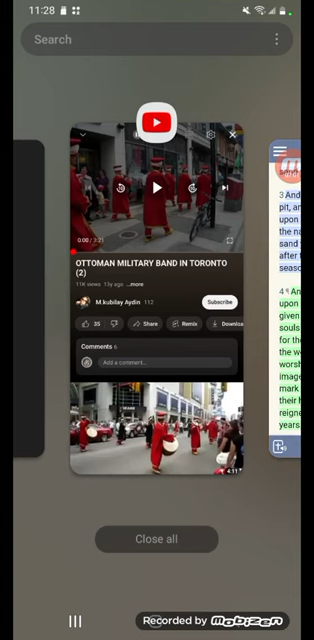 11:28
Search
0:00 / 3:21
OTTOMAN MILITARY BAND IN TORONTO
(2)
11K views 13y ago ...more
M.kubilay Aydin 112
Subscribe
35
Share
Remix
Downloa
Comments 6
Add a comment...
4:11
3 And
pit, an
upon
the na
sand
after t
seaso
4 ¶ An
upon
given
souls
for the
the w
worsh
image
mark
their h
reigne
years.
Close all
Recorded by Mobizen